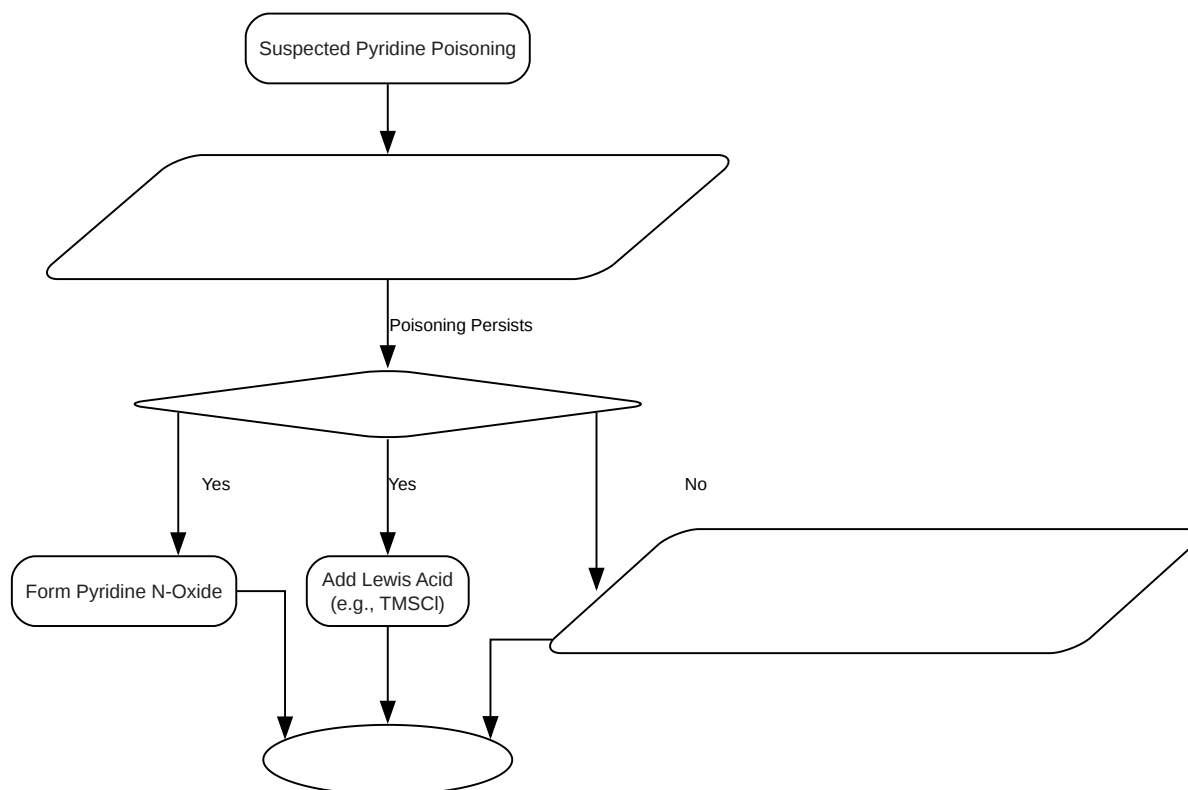 Suspected Pyridine Poisoning
Poisoning Persists
Yes
Yes
No
Form Pyridine N-Oxide
Add Lewis Acid
(e.g., TMSCl)